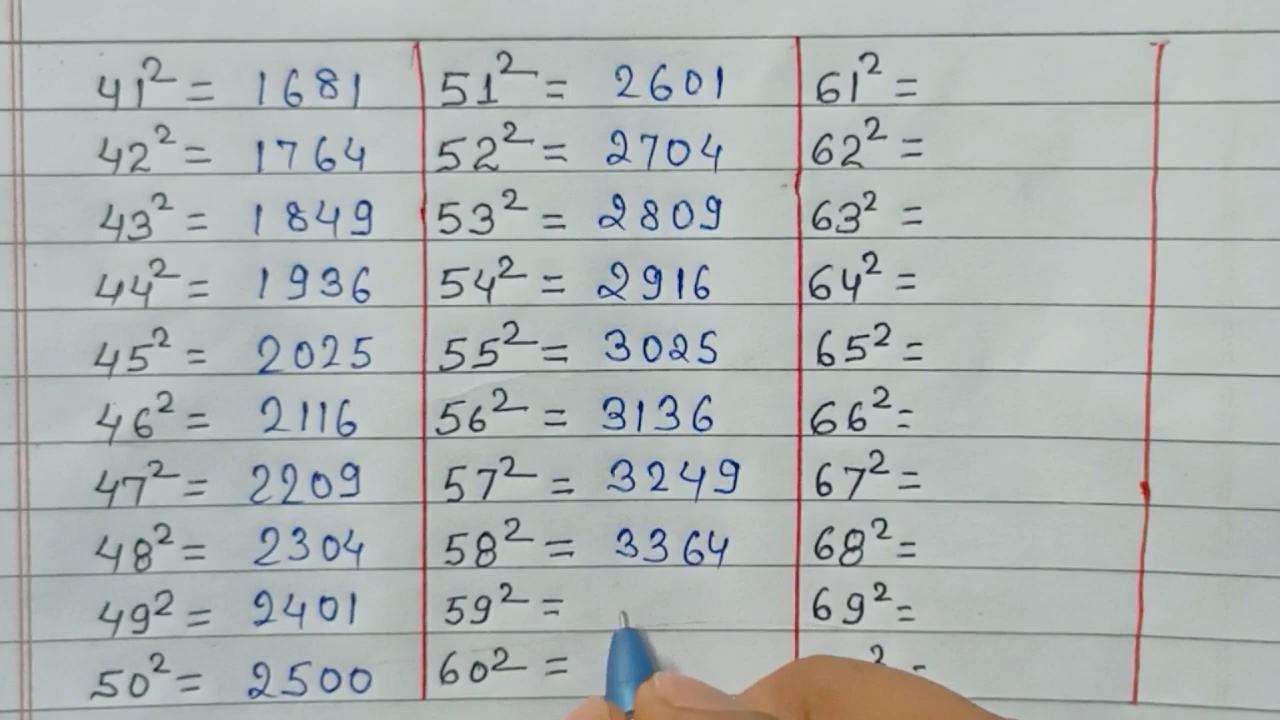 41² = 1681
42² = 1764
43² = 1849
44² = 1936
45² = 2025
46² = 2116
47² = 2209
48² = 2304
49² = 2401
50² = 2500
51² = 2601
52² = 2704
53² = 2809
54² = 2916
55² = 3025
56² = 3136
57² = 3249
58² = 3364
59² =
60² =
61² =
62² =
63² =
64² =
65² =
66² =
67² =
68² =
69² =